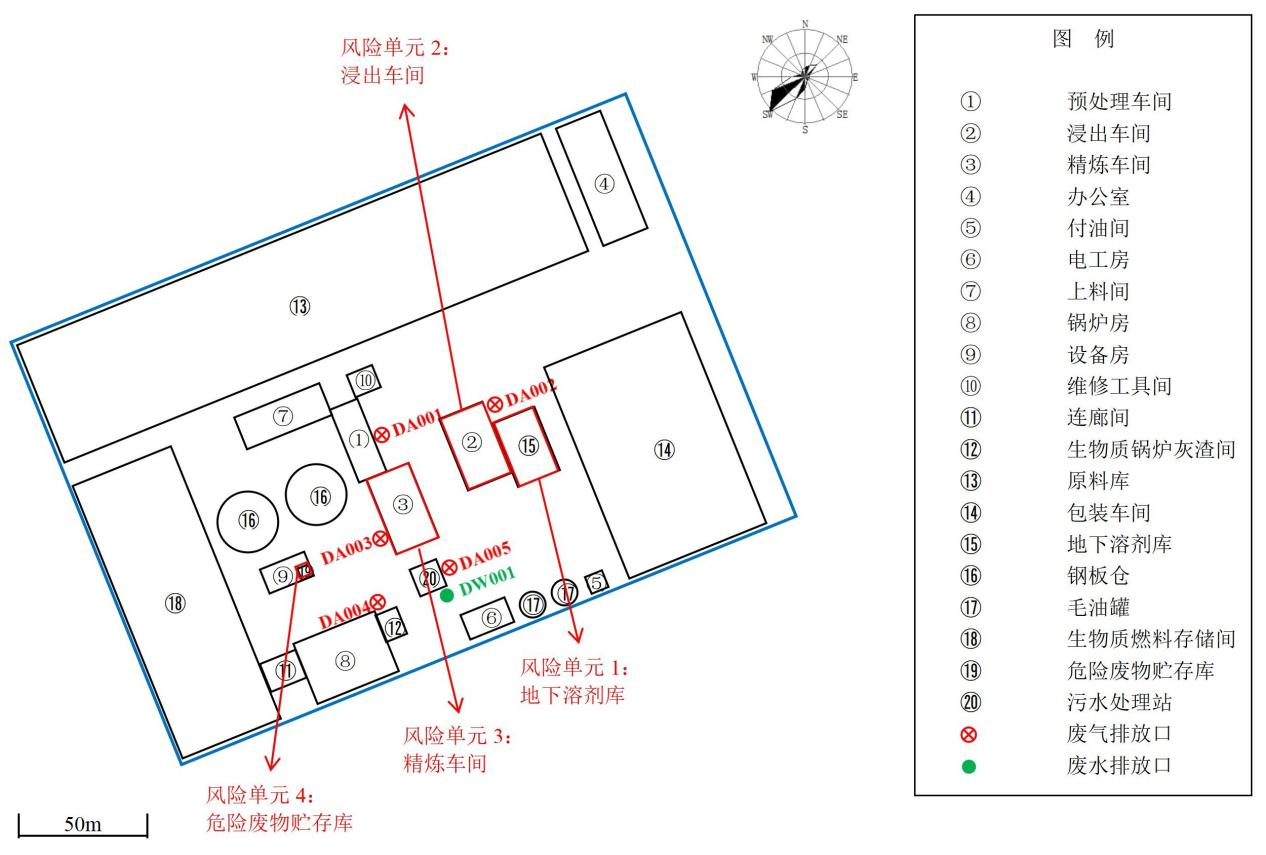 风险单元 2：
浸出车间
N
NW
NE
W
E
SW
SE
S
④
⑬
⑩
⑦
①
DA001
DA002
②
⑮
⑭
③
⑯
⑯
DA003
⑨
⑲
⑳
DA005
DW001
⑱
DA004
⑫
⑥
⑰
⑰
⑤
⑪
⑧
风险单元 1：
地下溶剂库
风险单元 3：
精炼车间
风险单元 4：
危险废物贮存库
50m
图 例
① 预处理车间
② 浸出车间
③ 精炼车间
④ 办公室
⑤ 付油间
⑥ 电工房
⑦ 上料间
⑧ 锅炉房
⑨ 设备房
⑩ 维修工具间
⑪ 连廊间
⑫ 生物质锅炉灰渣间
⑬ 原料库
⑭ 包装车间
⑮ 地下溶剂库
⑯ 钢板仓
⑰ 毛油罐
⑱ 生物质燃料存储间
⑲ 危险废物贮存库
⑳ 污水处理站
废气排放口
废水排放口